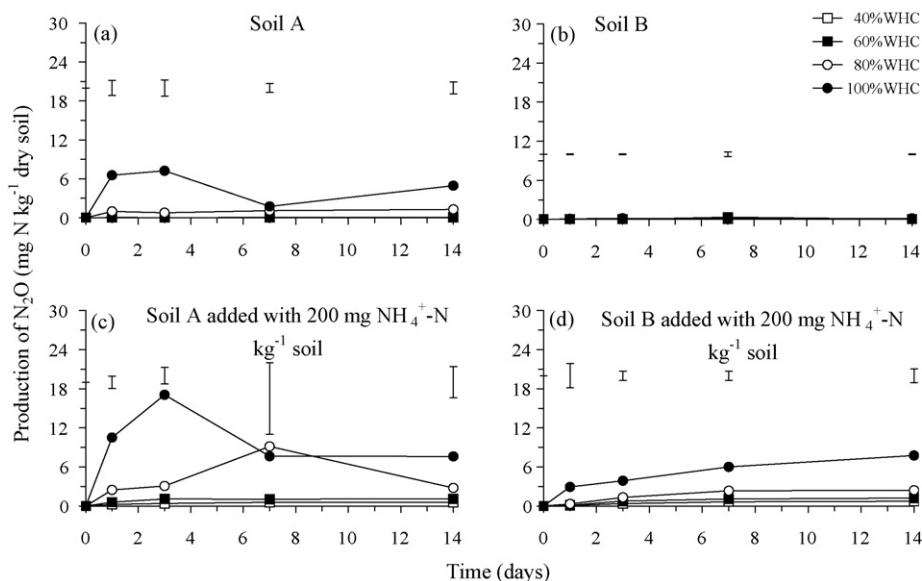 Production of N₂O (mg N kg⁻¹ dry soil)
(a)
Soil A
30
24
18
12
6
0
0 2 4 6 8 10 12 14
(b)
Soil B
40%WHC
60%WHC
80%WHC
100%WHC
30
24
18
12
6
0
0 2 4 6 8 10 12 14
(c)
Soil A added with 200 mg NH₄⁺-N
kg⁻¹ soil
30
24
18
12
6
0
0 2 4 6 8 10 12 14
(d)
Soil B added with 200 mg NH₄⁺-N
kg⁻¹ soil
30
24
18
12
6
0
0 2 4 6 8 10 12 14
Time (days)